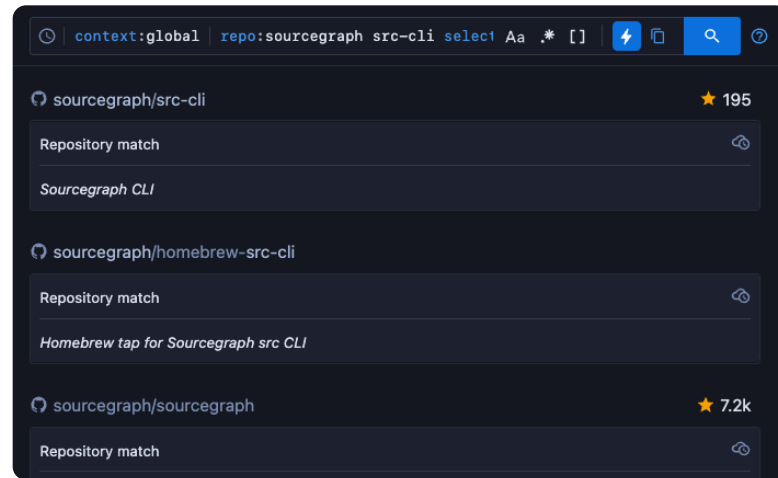 context:global repo:sourcegraph src-cli select Aa .* []
sourcegraph/src-cli 195
Repository match
Sourcegraph CLI
sourcegraph/homebrew-src-cli
Repository match
Homebrew tap for Sourcegraph src CLI
sourcegraph/sourcegraph 7.2k
Repository match